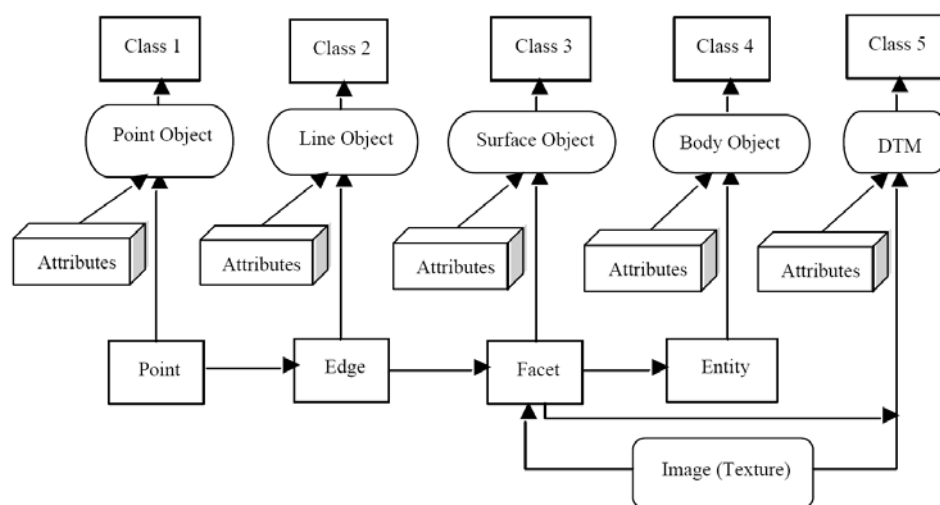 Class 1
Class 2
Class 3
Class 4
Class 5
Point Object
Line Object
Surface Object
Body Object
DTM
Attributes
Attributes
Attributes
Attributes
Attributes
Point
Edge
Facet
Entity
Image (Texture)